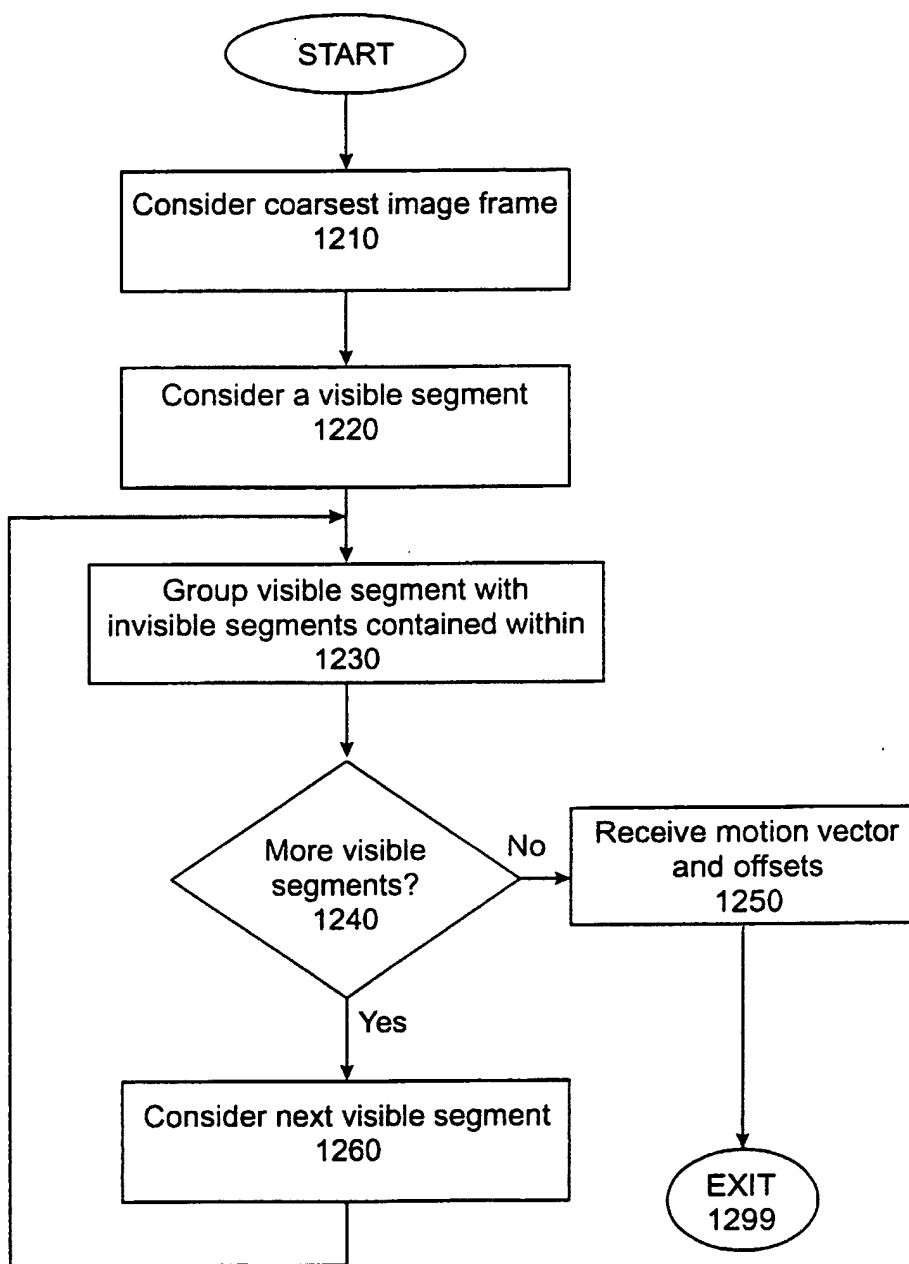 START
Consider coarsest image frame
1210
Consider a visible segment
1220
Group visible segment with
invisible segments contained within
1230
More visible
segments?
1240
No
Receive motion vector
and offsets
1250
Yes
Consider next visible segment
1260
EXIT
1299